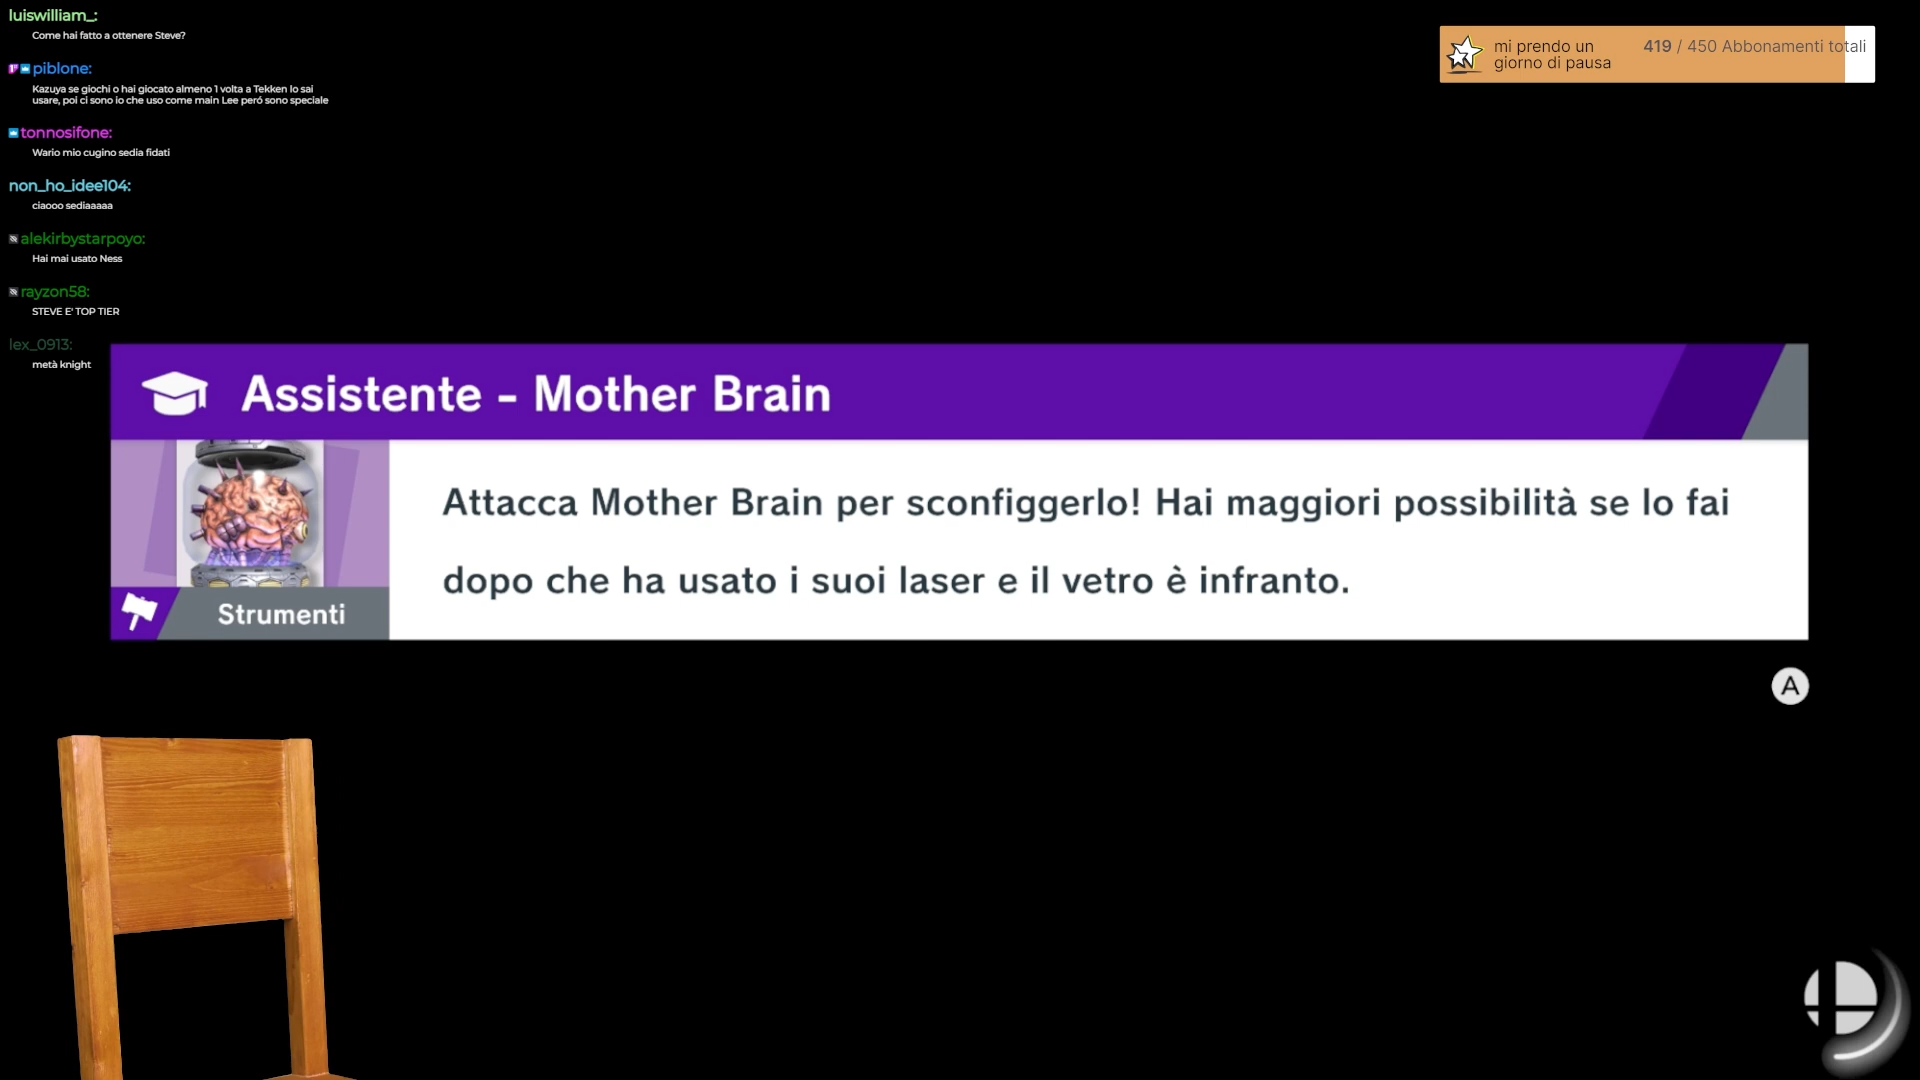 luiswilliam_:
Come hai fatto a ottenere Steve?
piblone:
Kazuya se giochi o hai giocato almeno 1 volta a Tekken lo sai
usare, poi ci sono io che uso come main Lee peró sono speciale
tonnosifone:
Wario mio cugino sedia fidati
non_ho_idee104:
ciaooo sediaaaaa
alekirbystarpoyo:
Hai mai usato Ness
rayzon58:
STEVE E' TOP TIER
lex_0913:
metà knight
mi prendo un
giorno di pausa
419 / 450 Abbonamenti totali
Assistente - Mother Brain
Attacca Mother Brain per sconfiggerlo! Hai maggiori possibilità se lo fai
dopo che ha usato i suoi laser e il vetro è infranto.
Strumenti
A